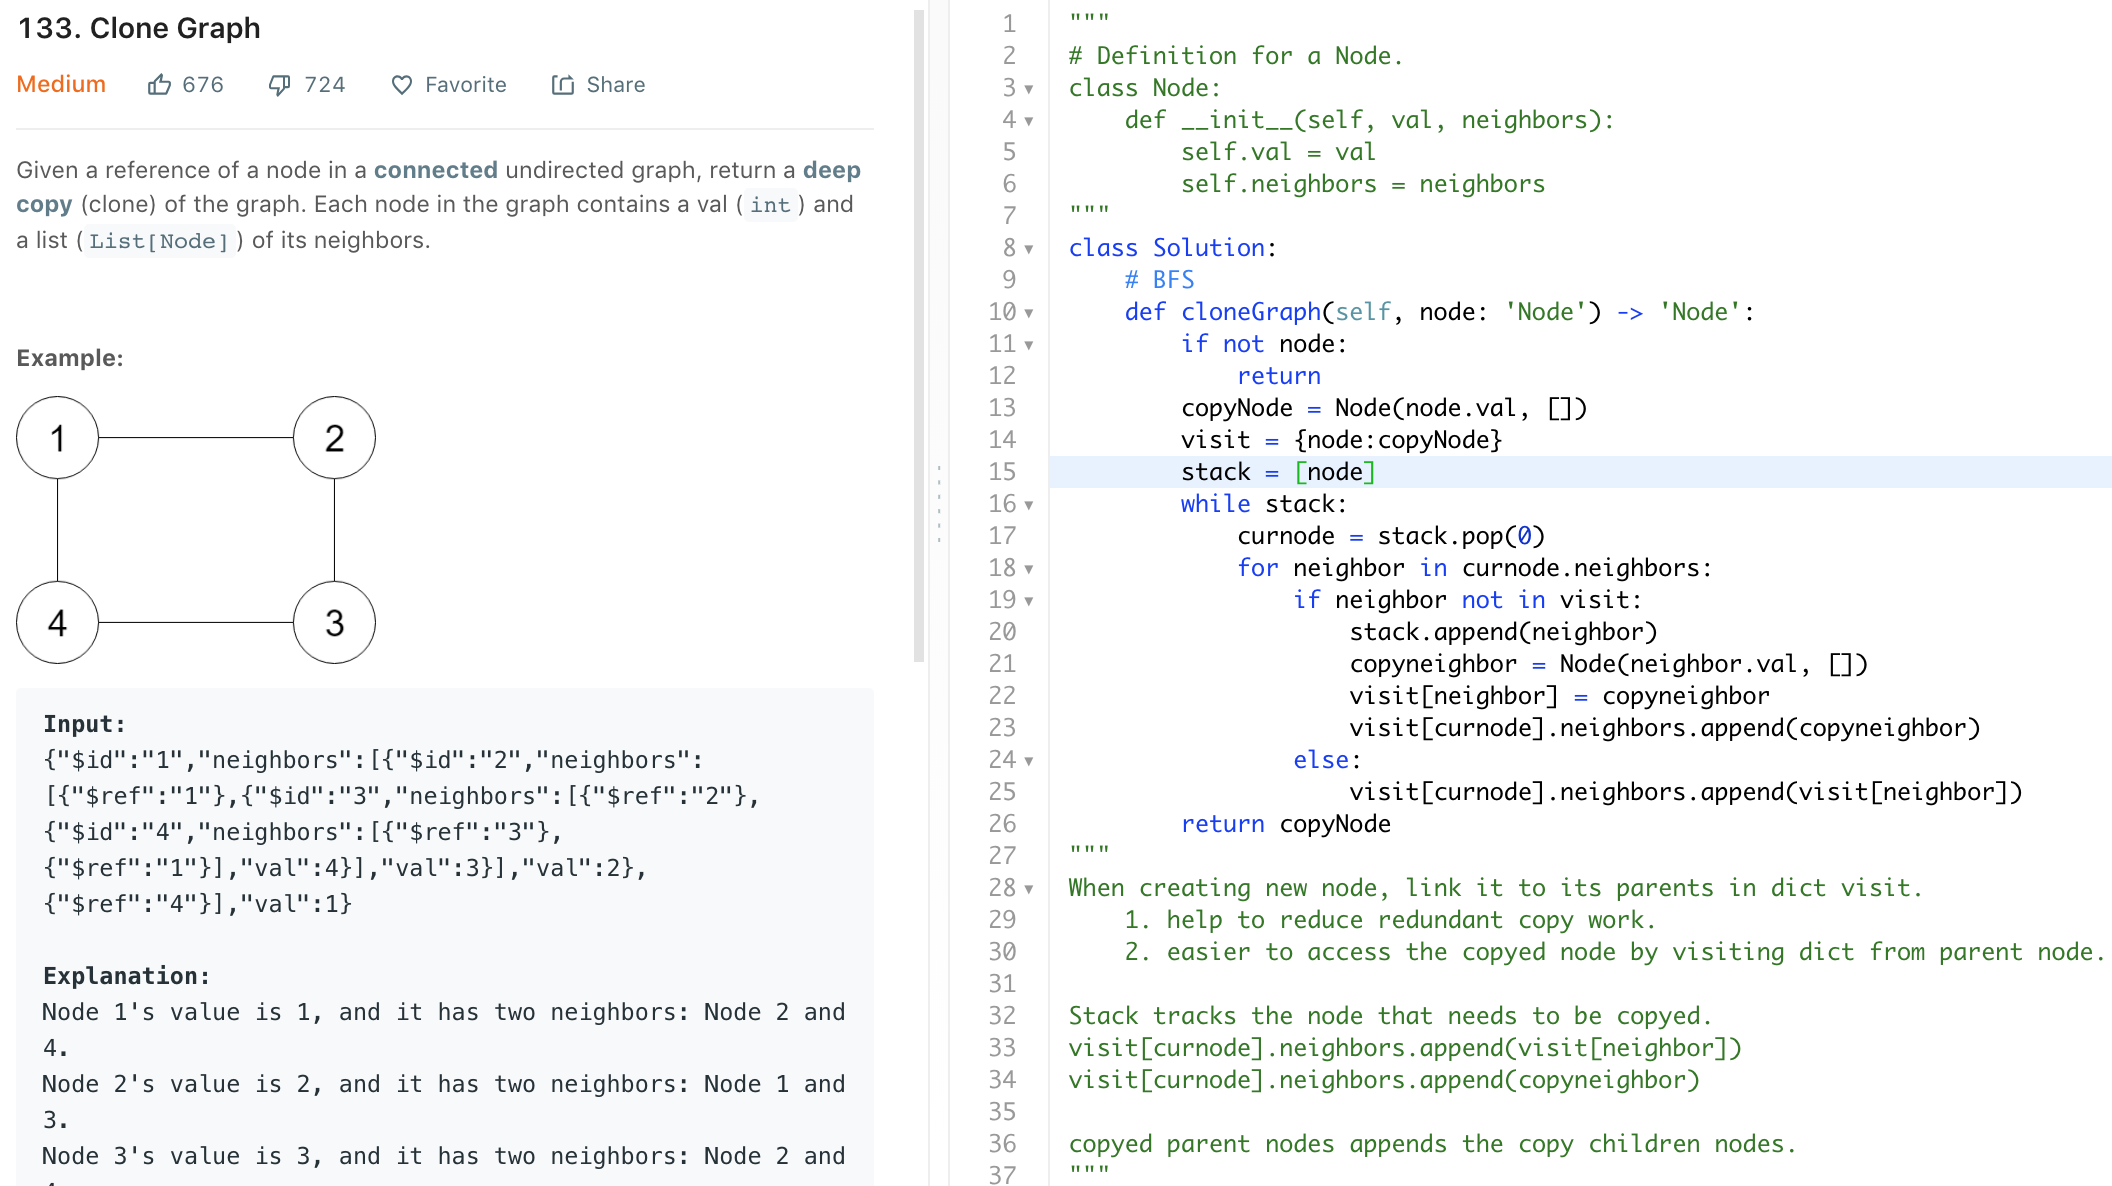 133. Clone Graph
Medium 676 724 Favorite Share
Given a reference of a node in a connected undirected graph, return a deep
copy (clone) of the graph. Each node in the graph contains a val ( int ) and
a list ( List[Node] ) of its neighbors.
Example:
1 2
4 3
Input:
{"$id":"1","neighbors":[{"$id":"2","neighbors":
[{"$ref":"1"},{"$id":"3","neighbors":[{"$ref":"2"},
{"$id":"4","neighbors":[{"$ref":"3"},
{"$ref":"1"}],"val":4}],"val":3}],"val":2},
{"$ref":"4"}],"val":1}
Explanation:
Node 1's value is 1, and it has two neighbors: Node 2 and
4.
Node 2's value is 2, and it has two neighbors: Node 1 and
3.
Node 3's value is 3, and it has two neighbors: Node 2 and
1 """
2 # Definition for a Node.
3 class Node:
4     def __init__(self, val, neighbors):
5         self.val = val
6         self.neighbors = neighbors
7 """
8 class Solution:
9     # BFS
10     def cloneGraph(self, node: 'Node') -> 'Node':
11         if not node:
12             return
13         copyNode = Node(node.val, [])
14         visit = {node:copyNode}
15         stack = [node]
16         while stack:
17             curnode = stack.pop(0)
18             for neighbor in curnode.neighbors:
19                 if neighbor not in visit:
20                     stack.append(neighbor)
21                     copyneighbor = Node(neighbor.val, [])
22                     visit[neighbor] = copyneighbor
23                     visit[curnode].neighbors.append(copyneighbor)
24                 else:
25                     visit[curnode].neighbors.append(visit[neighbor])
26         return copyNode
27 """
28 When creating new node, link it to its parents in dict visit.
29     1. help to reduce redundant copy work.
30     2. easier to access the copyed node by visiting dict from parent node.
31
32 Stack tracks the node that needs to be copyed.
33 visit[curnode].neighbors.append(visit[neighbor])
34 visit[curnode].neighbors.append(copyneighbor)
35
36 copyed parent nodes appends the copy children nodes.
37 """